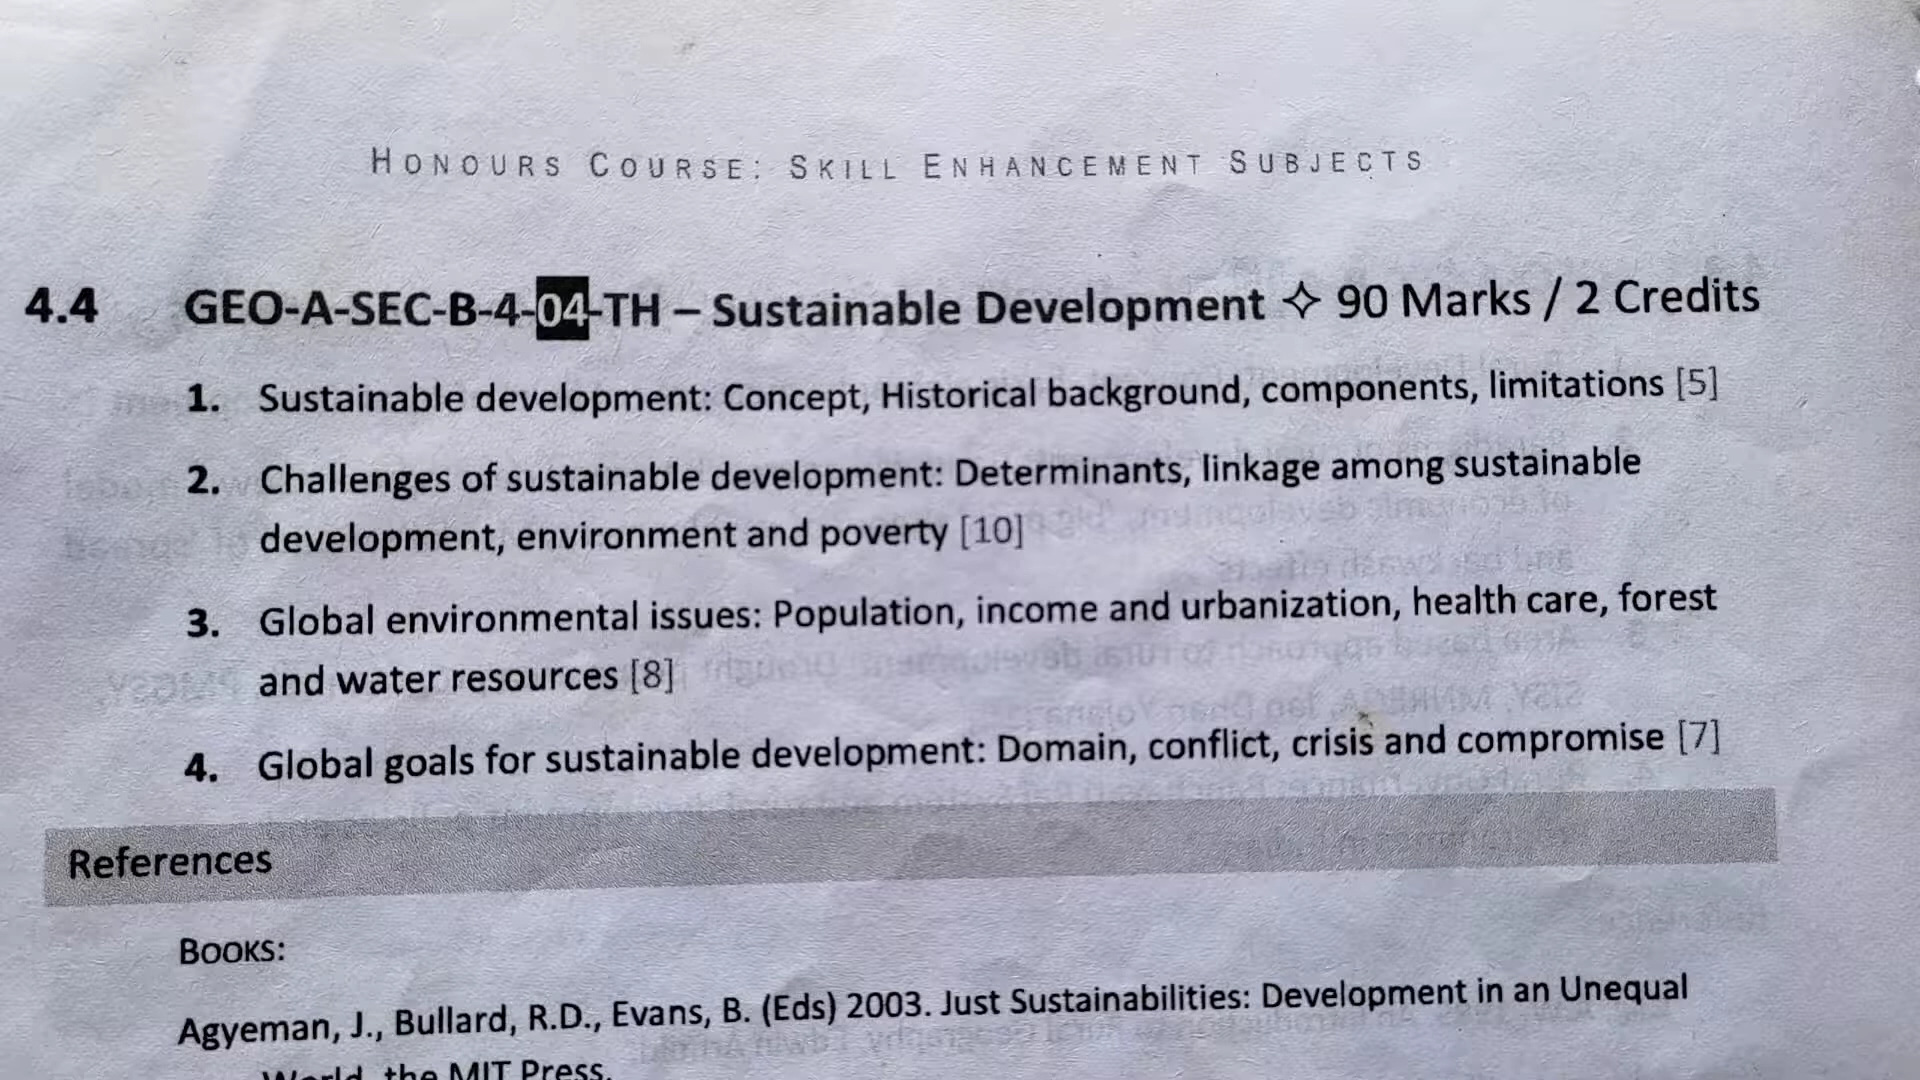 HONOURS COURSE: SKILL ENHANCEMENT SUBJECTS
4.4 GEO-A-SEC-B-4-04-TH – Sustainable Development ✧ 90 Marks / 2 Credits
1. Sustainable development: Concept, Historical background, components, limitations [5]
2. Challenges of sustainable development: Determinants, linkage among sustainable
development, environment and poverty [10]
3. Global environmental issues: Population, income and urbanization, health care, forest
and water resources [8]
4. Global goals for sustainable development: Domain, conflict, crisis and compromise [7]
References
BOOKS:
Agyeman, J., Bullard, R.D., Evans, B. (Eds) 2003. Just Sustainabilities: Development in an Unequal
World, the MIT Press.